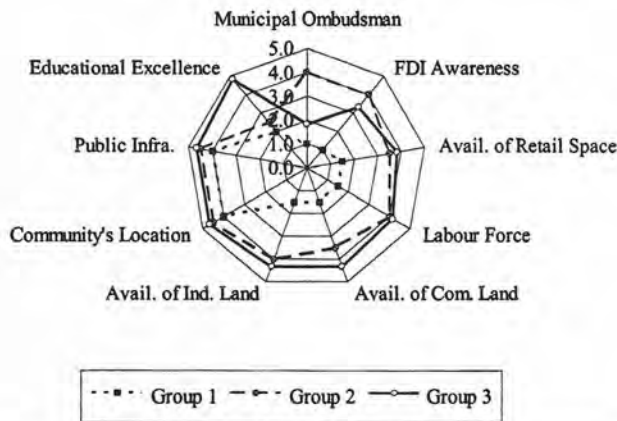 Municipal Ombudsman
5.0
Educational Excellence
4.0
FDI Awareness
3.0
2.0
Public Infra.
1.0
Avail. of Retail Space
0.0
Community's Location
Labour Force
Avail. of Ind. Land
Avail. of Com. Land
Group 1
Group 2
Group 3